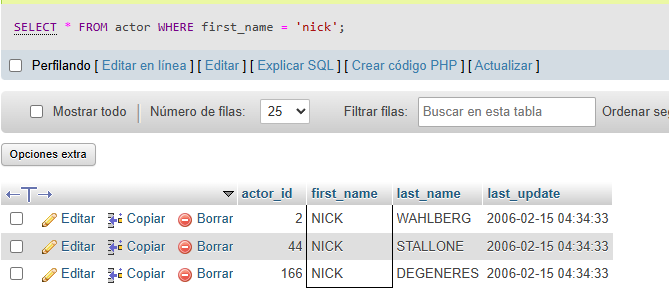 SELECT * FROM actor WHERE first_name = 'nick';
Perfilando [ Editar en línea ] [ Editar ] [ Explicar SQL ] [ Crear código PHP ] [ Actualizar ]
Mostrar todo | Número de filas: 25 Filtrar filas: Buscar en esta tabla Ordenar seg
Opciones extra
←T→ actor_id first_name last_name last_update
Editar Copiar Borrar 2 NICK WAHLBERG 2006-02-15 04:34:33
Editar Copiar Borrar 44 NICK STALLONE 2006-02-15 04:34:33
Editar Copiar Borrar 166 NICK DEGENERES 2006-02-15 04:34:33